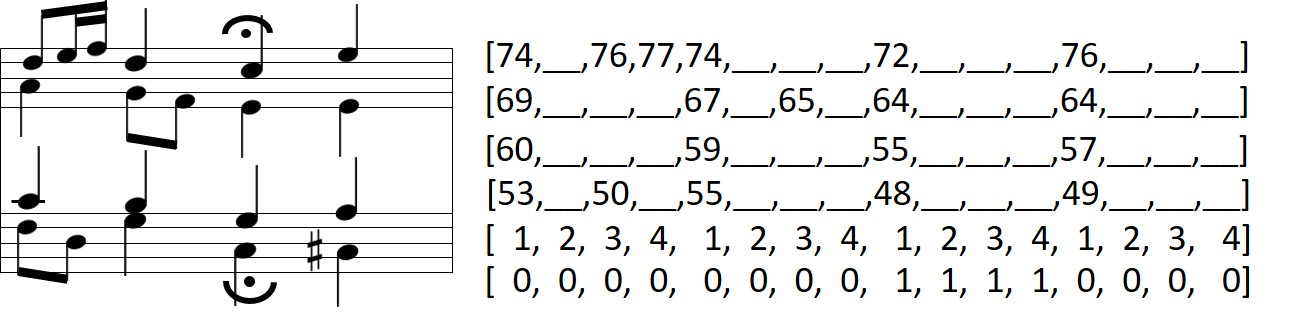 [74,__,76,77,74,__,__,__,72,__,__,__,76,__,__,__]
[69,__,__,__,67,__,65,__,64,__,__,__,64,__,__,__]
[60,__,__,__,59,__,__,__,55,__,__,__,57,__,__,__]
[53,__,50,__,55,__,__,__,48,__,__,__,49,__,__,__]
[ 1, 2, 3, 4, 1, 2, 3, 4, 1, 2, 3, 4, 1, 2, 3, 4]
[ 0, 0, 0, 0, 0, 0, 0, 0, 1, 1, 1, 1, 0, 0, 0, 0]